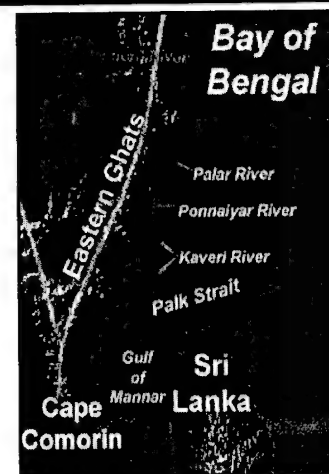 Bay of
Bengal
Eastern Ghats
Palar River
Ponnaiyar River
Kaveri River
Palk Strait
Gulf
of
Mannar
Sri
Lanka
Cape
Comorin